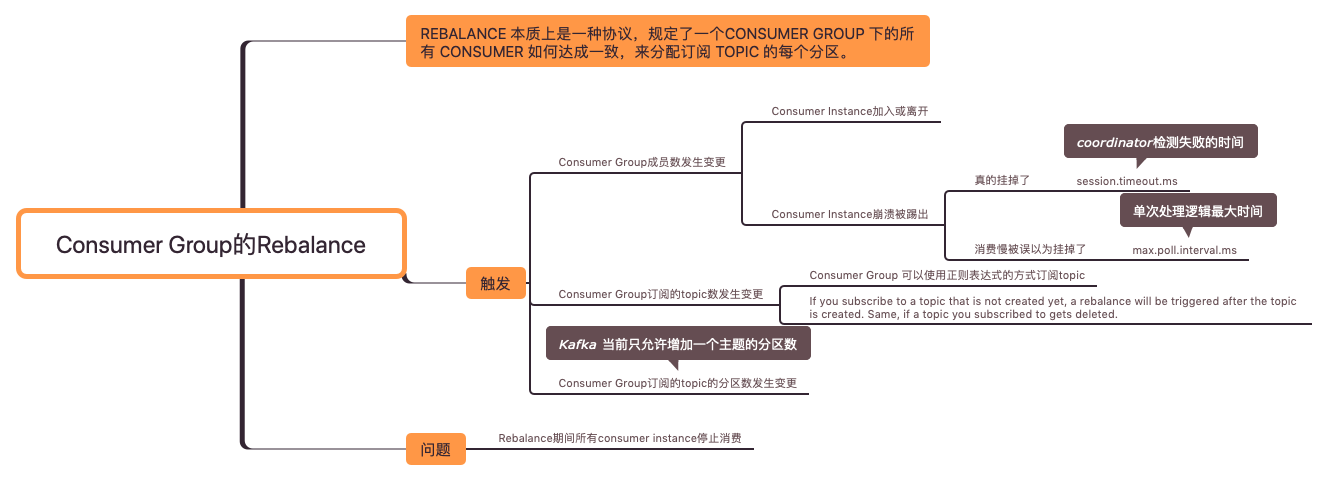 REBALANCE 本质上是一种协议，规定了一个CONSUMER GROUP 下的所
有 CONSUMER 如何达成一致，来分配订阅 TOPIC 的每个分区。
Consumer Group的Rebalance
触发
Consumer Group成员数发生变更
Consumer Instance加入或离开
Consumer Instance崩溃被踢出
真的挂掉了
coordinator检测失败的时间
session.timeout.ms
消费慢被误以为挂掉了
单次处理逻辑最大时间
max.poll.interval.ms
Consumer Group订阅的topic数发生变更
Consumer Group 可以使用正则表达式的方式订阅topic
If you subscribe to a topic that is not created yet, a rebalance will be triggered after the topic
is created. Same, if a topic you subscribed to gets deleted.
Kafka 当前只允许增加一个主题的分区数
Consumer Group订阅的topic的分区数发生变更
问题
Rebalance期间所有consumer instance停止消费